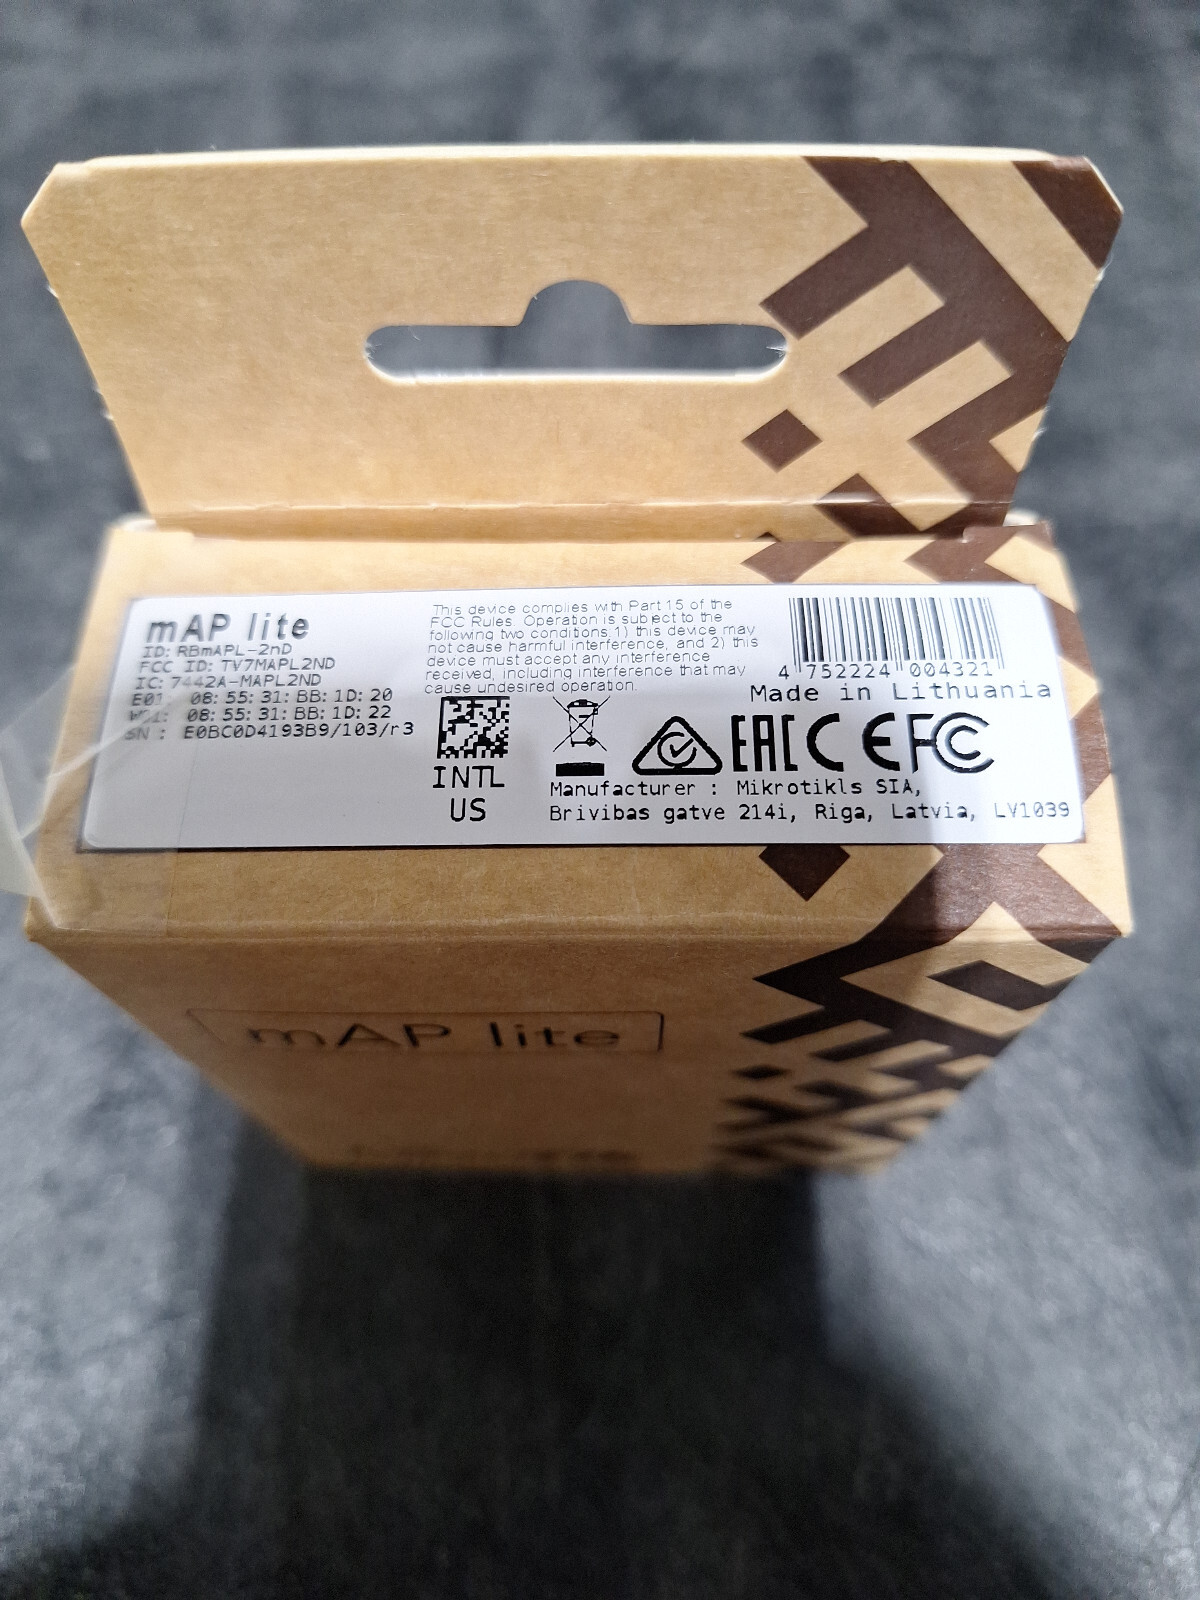 mAP lite
ID: RBmAPL-2nD
FCC ID: TV7MAPL2ND
IC: 7442A-MAPL2ND
E01: 08:55:31:BB:1D:20
W01: 08:55:31:BB:1D:22
SN : E0BC0D4193B9/103/r3
This device complies with Part 15 of the
FCC Rules. Operation is subject to the
following two conditions:1) this device may
not cause harmful interference, and 2) this
device must accept any interference
received, including interference that may
cause undesired operation.
INTL
US
4 752224 004321
Made in Lithuania
EAC CE FC
Manufacturer : Mikrotikls SIA,
Brivibas gatve 214i, Riga, Latvia, LV1039
mAP lite